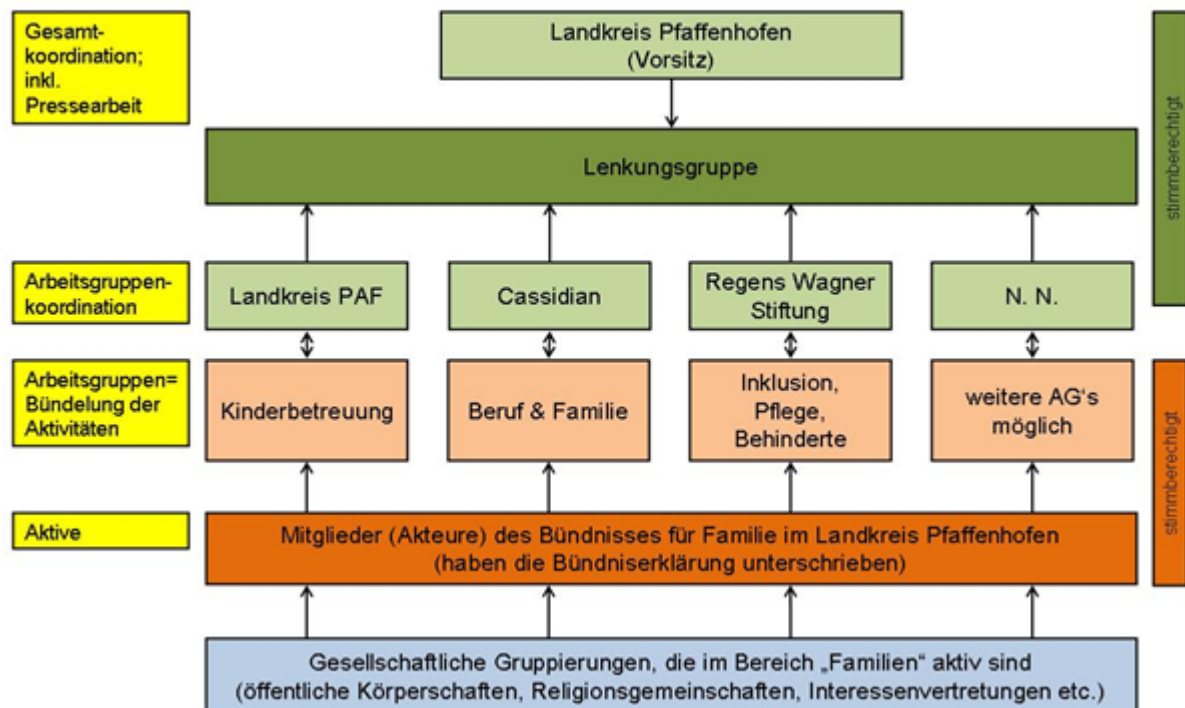 Gesamt-
koordination;
inkl.
Pressearbeit
Landkreis Pfaffenhofen
(Vorsitz)
stimmberechtigt
Lenkungsgruppe
Arbeitsgruppen-
koordination
Landkreis PAF
Cassidian
Regens Wagner
Stiftung
N. N.
Arbeitsgruppen=
Bündelung der
Aktivitäten
Kinderbetreuung
Beruf & Familie
Inklusion,
Pflege,
Behinderte
weitere AG's
möglich
stimmberechtigt
Aktive
Mitglieder (Akteure) des Bündnisses für Familie im Landkreis Pfaffenhofen
(haben die Bündniserklärung unterschrieben)
Gesellschaftliche Gruppierungen, die im Bereich „Familien“ aktiv sind
(öffentliche Körperschaften, Religionsgemeinschaften, Interessenvertretungen etc.)